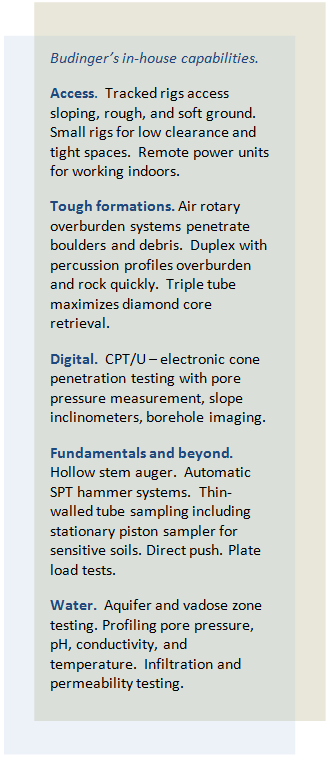 Budinger's in-house capabilities.
Access.  Tracked rigs access
sloping, rough, and soft ground.
Small rigs for low clearance and
tight spaces.  Remote power units
for working indoors.
Tough formations. Air rotary
overburden systems penetrate
boulders and debris.  Duplex with
percussion profiles overburden
and rock quickly.  Triple tube
maximizes diamond core
retrieval.
Digital.  CPT/U – electronic cone
penetration testing with pore
pressure measurement, slope
inclinometers, borehole imaging.
Fundamentals and beyond.
Hollow stem auger.  Automatic
SPT hammer systems.  Thin-
walled tube sampling including
stationary piston sampler for
sensitive soils. Direct push. Plate
load tests.
Water.  Aquifer and vadose zone
testing. Profiling pore pressure,
pH, conductivity, and
temperature.  Infiltration and
permeability testing.